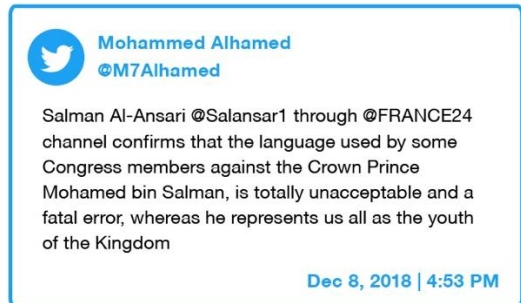 Mohammed Alhamed
@M7Alhamed
Salman Al-Ansari @Salansar1 through @FRANCE24
channel confirms that the language used by some
Congress members against the Crown Prince
Mohamed bin Salman, is totally unacceptable and a
fatal error, whereas he represents us all as the youth
of the Kingdom
Dec 8, 2018 | 4:53 PM